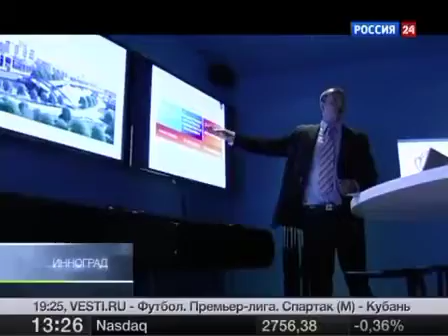 РОССИЯ 24
ИННОГРАД
19:25, VESTI.RU - Футбол. Премьер-лига. Спартак (М) - Кубань
13:26 Nasdaq 2756,38 -0,36%